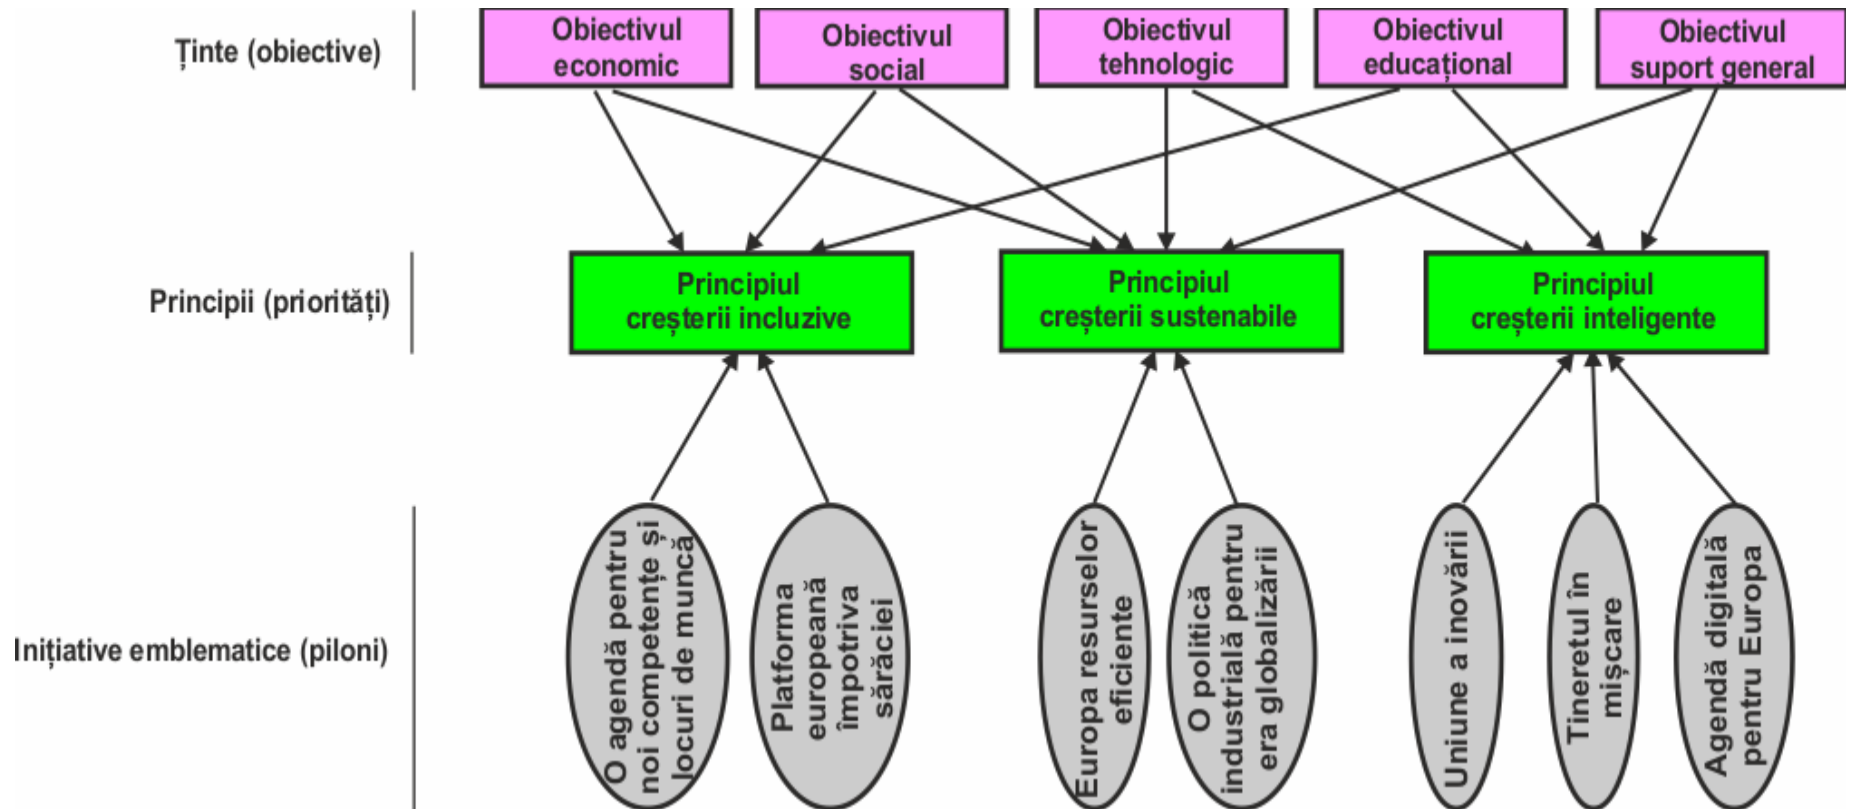 Ținte (obiective)
Obiectivul
economic
Obiectivul
social
Obiectivul
tehnologic
Obiectivul
educațional
Obiectivul
suport general
Principii (priorități)
Principiul
creșterii incluzive
Principiul
creșterii sustenabile
Principiul
creșterii inteligente
Inițiative emblematice (piloni)
O agendă pentru
noi competențe și
locuri de muncă
Platforma
europeană
împotriva
sărăciei
Europa resurselor
eficiente
O politică
industrială pentru
era globalizării
Uniune a inovării
Tineretul în
mișcare
Agendă digitală
pentru Europa